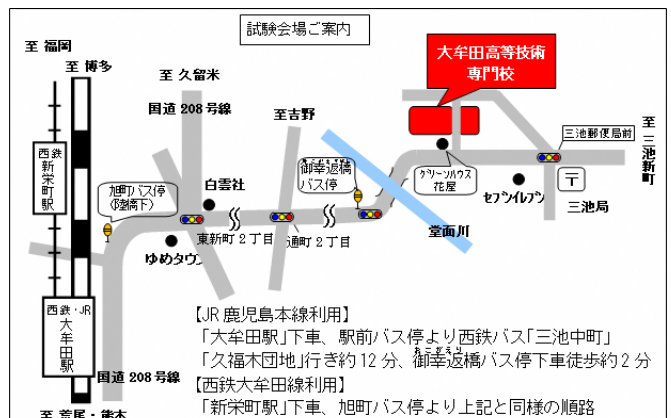 試験会場ご案内
至 福岡
至 博多
至 久留米
国道 208 号線
至吉野
大牟田高等技術
専門校
至 三池新町
三池郵便局前
西鉄
新栄町駅
旭町バス停
(陸橋下)
白雲社
御幸返橋
バス停
グリーンハウス
花屋
セブンイレブン
〒
三池局
東新町2丁目
通町2丁目
ゆめタウン
堂面川
西鉄・JR
大牟田駅
国道 208 号線
至 荒尾・熊本
【JR 鹿児島本線利用】
「大牟田駅」下車、駅前バス停より西鉄バス「三池中町」
「久福木団地」行き約 12 分、御幸返橋バス停下車徒歩約 2 分
【西鉄大牟田線利用】
「新栄町駅」下車、旭町バス停より上記と同様の順路